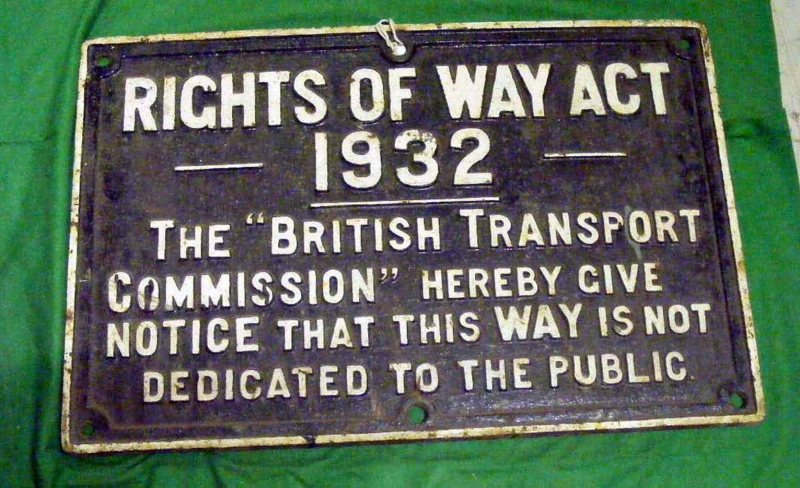 RIGHTS OF WAY ACT
1932
THE "BRITISH TRANSPORT
COMMISSION" HEREBY GIVE
NOTICE THAT THIS WAY IS NOT
DEDICATED TO THE PUBLIC.